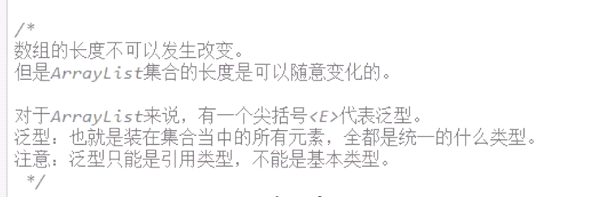 /*
数组的长度不可以发生改变。
但是ArrayList集合的长度是可以随意变化的。
对于ArrayList来说，有一个尖括号<E>代表泛型。
泛型：也就是装在集合当中的所有元素，全都是统一的什么类型。
注意：泛型只能是引用类型，不能是基本类型。
*/